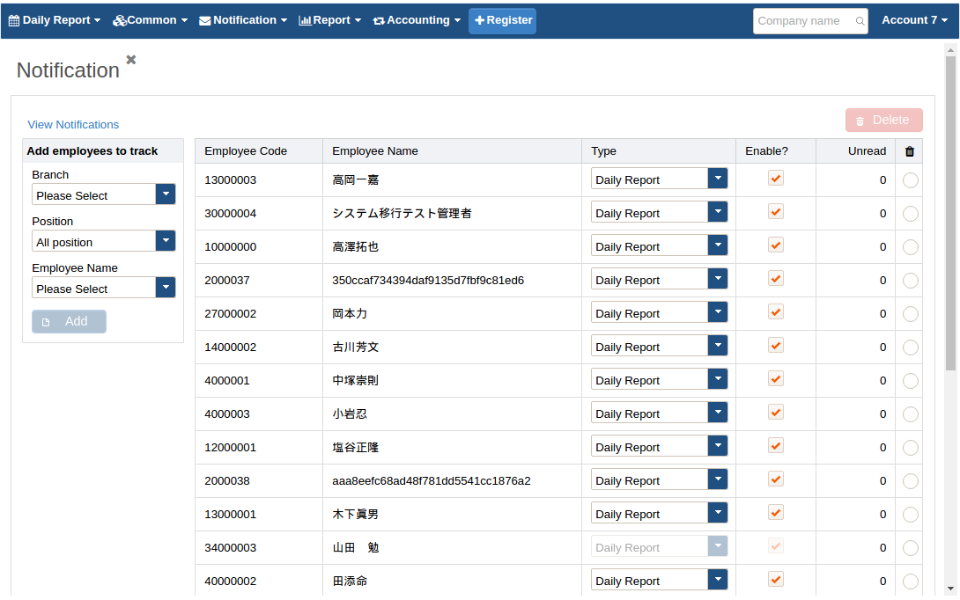 Daily Report Common Notification Report Accounting Register Company name Account 7
Notification
View Notifications
Delete
Add employees to track
Branch
Please Select
Position
All position
Employee Name
Please Select
Add
Employee Code Employee Name Type Enable? Unread
13000003 高岡一嘉 Daily Report 0
30000004 システム移行テスト管理者 Daily Report 0
10000000 高澤拓也 Daily Report 0
2000037 350ccaf734394daf9135d7fbf9c81ed6 Daily Report 0
27000002 岡本力 Daily Report 0
14000002 古川芳文 Daily Report 0
4000001 中塚崇則 Daily Report 0
4000003 小岩忍 Daily Report 0
12000001 塩谷正隆 Daily Report 0
2000038 aaa8eefc68ad48f781dd5541cc1876a2 Daily Report 0
13000001 木下眞男 Daily Report 0
34000003 山田　勉 Daily Report 0
40000002 田添命 Daily Report 0